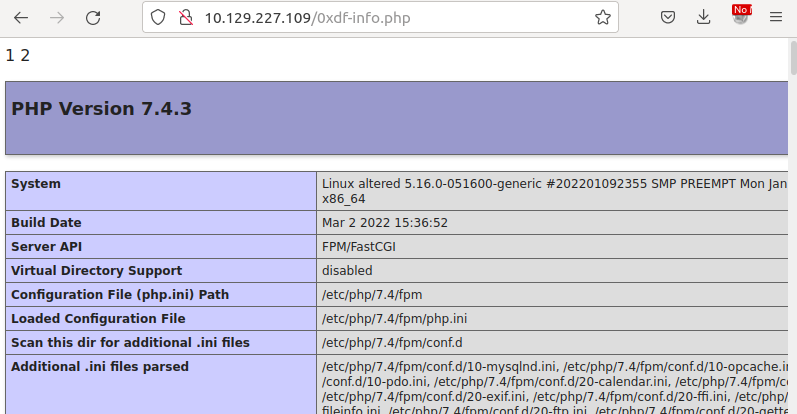 10.129.227.109/0xdf-info.php
No
1 2
PHP Version 7.4.3
System Linux altered 5.16.0-051600-generic #202201092355 SMP PREEMPT Mon Jan
x86_64
Build Date Mar 2 2022 15:36:52
Server API FPM/FastCGI
Virtual Directory Support disabled
Configuration File (php.ini) Path /etc/php/7.4/fpm
Loaded Configuration File /etc/php/7.4/fpm/php.ini
Scan this dir for additional .ini files /etc/php/7.4/fpm/conf.d
Additional .ini files parsed /etc/php/7.4/fpm/conf.d/10-mysqlnd.ini, /etc/php/7.4/fpm/conf.d/10-opcache.in
/conf.d/10-pdo.ini, /etc/php/7.4/fpm/conf.d/20-calendar.ini, /etc/php/7.4/fpm/c
/etc/php/7.4/fpm/conf.d/20-exif.ini, /etc/php/7.4/fpm/conf.d/20-ffi.ini, /etc/php/
fileinfo.ini, /etc/php/7.4/fpm/conf.d/20-ftp.ini, /etc/php/7.4/fpm/conf.d/20-gette